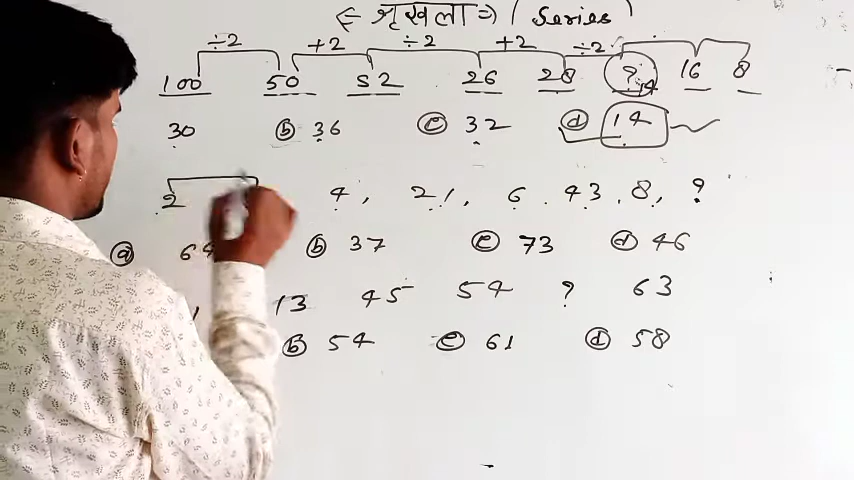 ⇐ श्रृंखला ⇒ ( Series )
÷2 +2 ÷2 +2 ÷2
100 50 52 26 28 ? 14 16 8
30 ⓑ 36 ⓒ 32 ⓓ 14
2 4, 21, 6, 43, 8, ?
ⓐ 64 ⓑ 37 ⓒ 73 ⓓ 46
13 45 54 ? 63
ⓑ 54 ⓒ 61 ⓓ 58